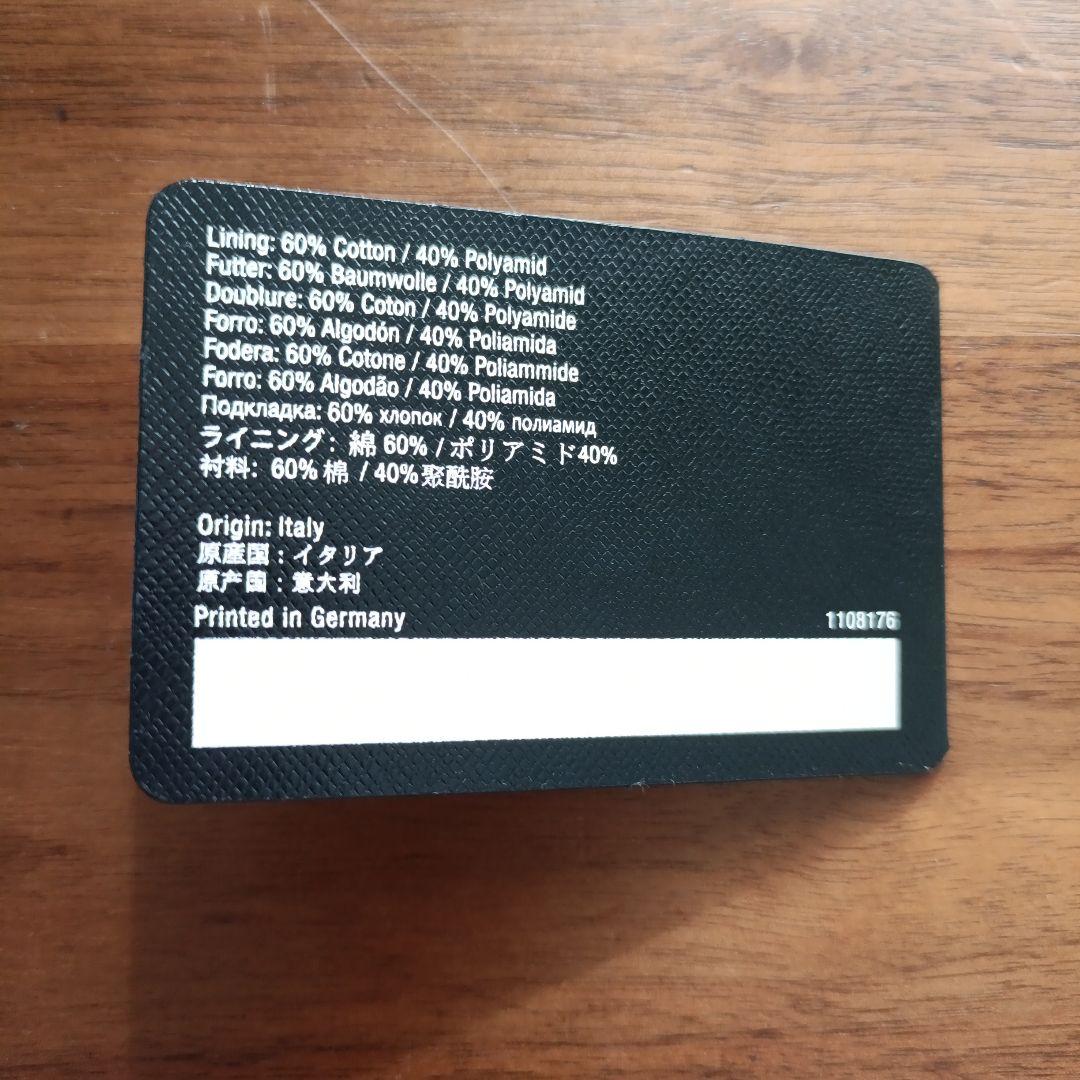 Lining: 60% Cotton / 40% Polyamid
Futter: 60% Baumwolle / 40% Polyamid
Doublure: 60% Coton / 40% Polyamide
Forro: 60% Algodón / 40% Poliamida
Fodera: 60% Cotone / 40% Poliammide
Forro: 60% Algodão / 40% Poliamida
Подкладка: 60% хлопок / 40% полиамид
ライニング: 綿 60% / ポリアミド40%
衬料: 60% 棉 / 40% 聚酰胺
Origin: Italy
原産国：イタリア
原产国：意大利
Printed in Germany 1108176